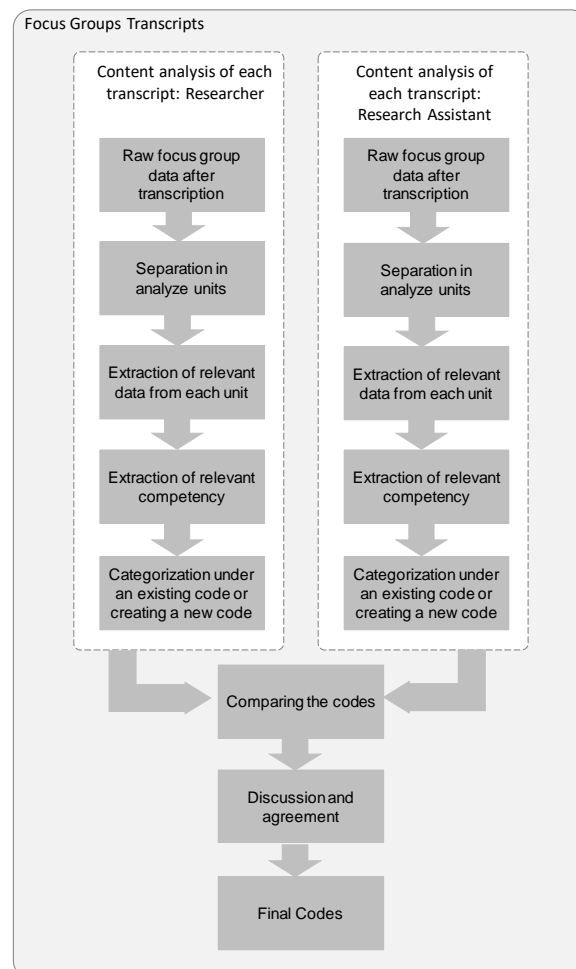 Focus Groups Transcripts
Content analysis of each
transcript: Researcher
Raw focus group
data after
transcription
Separation in
analyze units
Extraction of relevant
data from each unit
Extraction of relevant
competency
Categorization under
an existing code or
creating a new code
Content analysis of
each transcript:
Research Assistant
Raw focus group
data after
transcription
Separation in
analyze units
Extraction of relevant
data from each unit
Extraction of relevant
competency
Categorization under
an existing code or
creating a new code
Comparing the codes
Discussion and
agreement
Final Codes